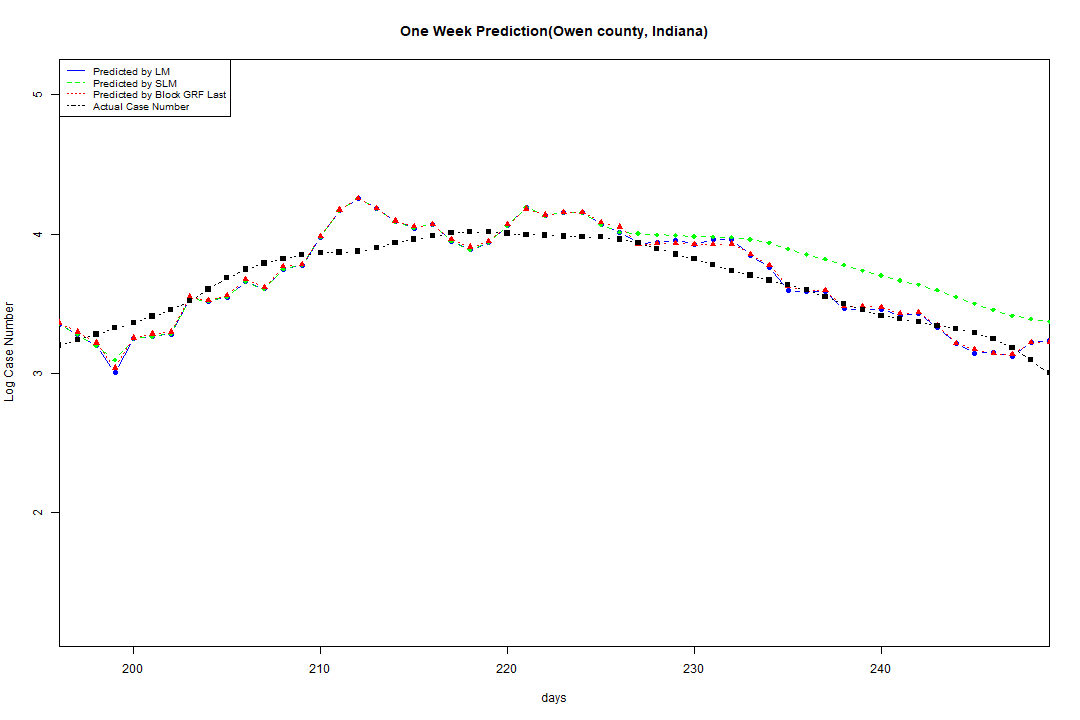 One Week Prediction(Owen county, Indiana)
Predicted by LM
Predicted by SLM
Predicted by Block GRF Last
Actual Case Number
5
4
3
2
Log Case Number
200
210
220
230
240
days